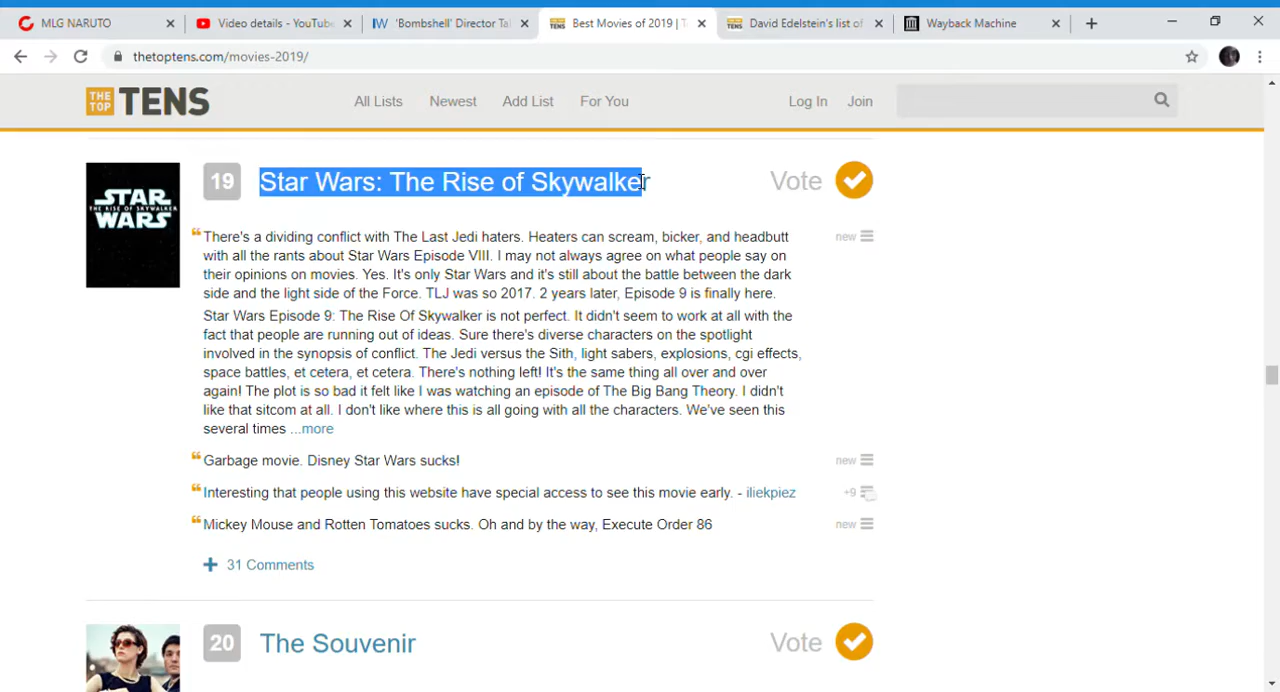 MLG NARUTO
Video details - YouTube
'Bombshell' Director Tal
Best Movies of 2019 | T
David Edelstein's list of
Wayback Machine
thetoptens.com/movies-2019/
THE TOP TENS
All Lists
Newest
Add List
For You
Log In
Join
STAR
THE RISE OF SKYWALKER
WARS
19
Star Wars: The Rise of Skywalker
Vote
There's a dividing conflict with The Last Jedi haters. Heaters can scream, bicker, and headbutt
with all the rants about Star Wars Episode VIII. I may not always agree on what people say on
their opinions on movies. Yes. It's only Star Wars and it's still about the battle between the dark
side and the light side of the Force. TLJ was so 2017. 2 years later, Episode 9 is finally here.
Star Wars Episode 9: The Rise Of Skywalker is not perfect. It didn't seem to work at all with the
fact that people are running out of ideas. Sure there's diverse characters on the spotlight
involved in the synopsis of conflict. The Jedi versus the Sith, light sabers, explosions, cgi effects,
space battles, et cetera, et cetera. There's nothing left! It's the same thing all over and over
again! The plot is so bad it felt like I was watching an episode of The Big Bang Theory. I didn't
like that sitcom at all. I don't like where this is all going with all the characters. We've seen this
several times ...more
new
Garbage movie. Disney Star Wars sucks!
new
Interesting that people using this website have special access to see this movie early. - iliekpiez
+9
Mickey Mouse and Rotten Tomatoes sucks. Oh and by the way, Execute Order 86
new
+ 31 Comments
20
The Souvenir
Vote